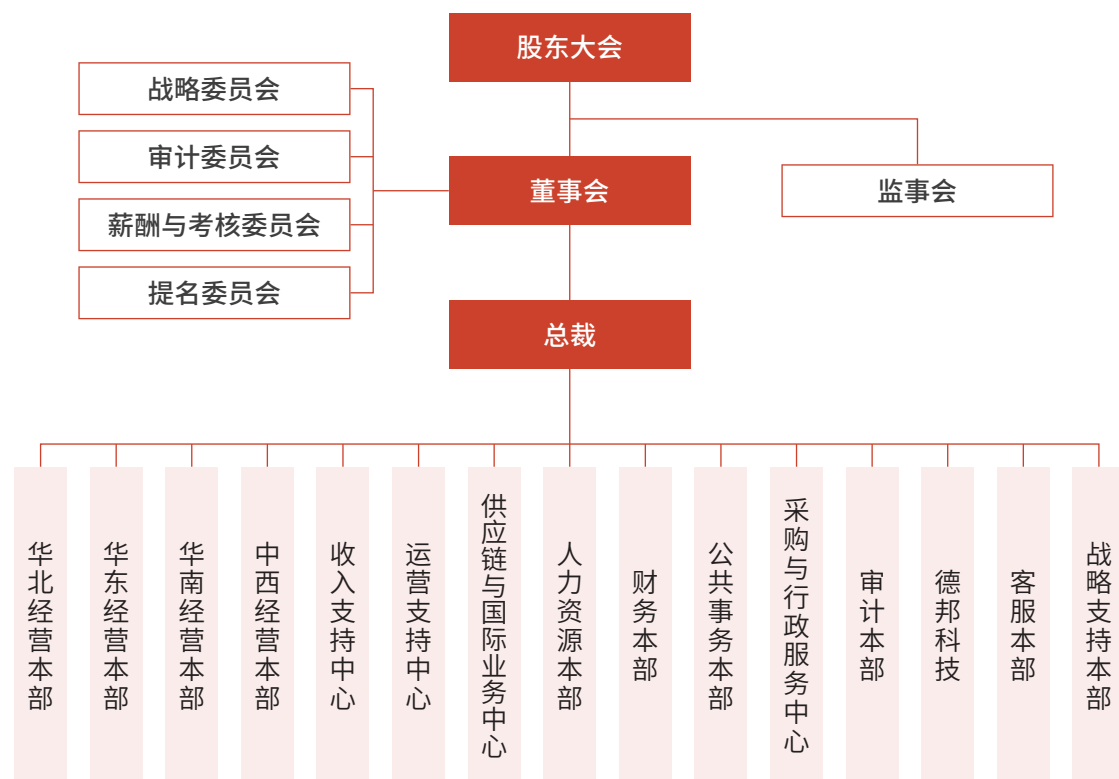 股东大会
战略委员会
审计委员会
薪酬与考核委员会
提名委员会
董事会
监事会
总裁
华北经营本部
华东经营本部
华南经营本部
中西经营本部
收入支持中心
运营支持中心
供应链与国际业务中心
人力资源本部
财务本部
公共事务本部
采购与行政服务中心
审计本部
德邦科技
客服本部
战略支持本部